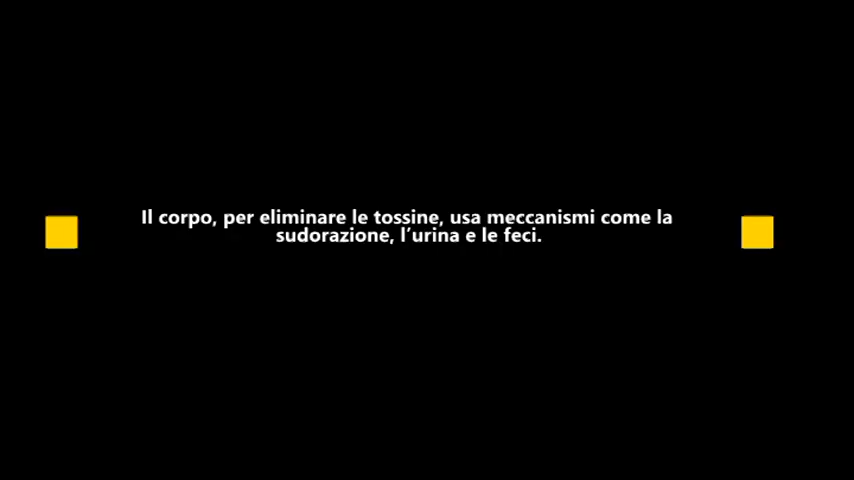 Il corpo, per eliminare le tossine, usa meccanismi come la
sudorazione, l’urina e le feci.